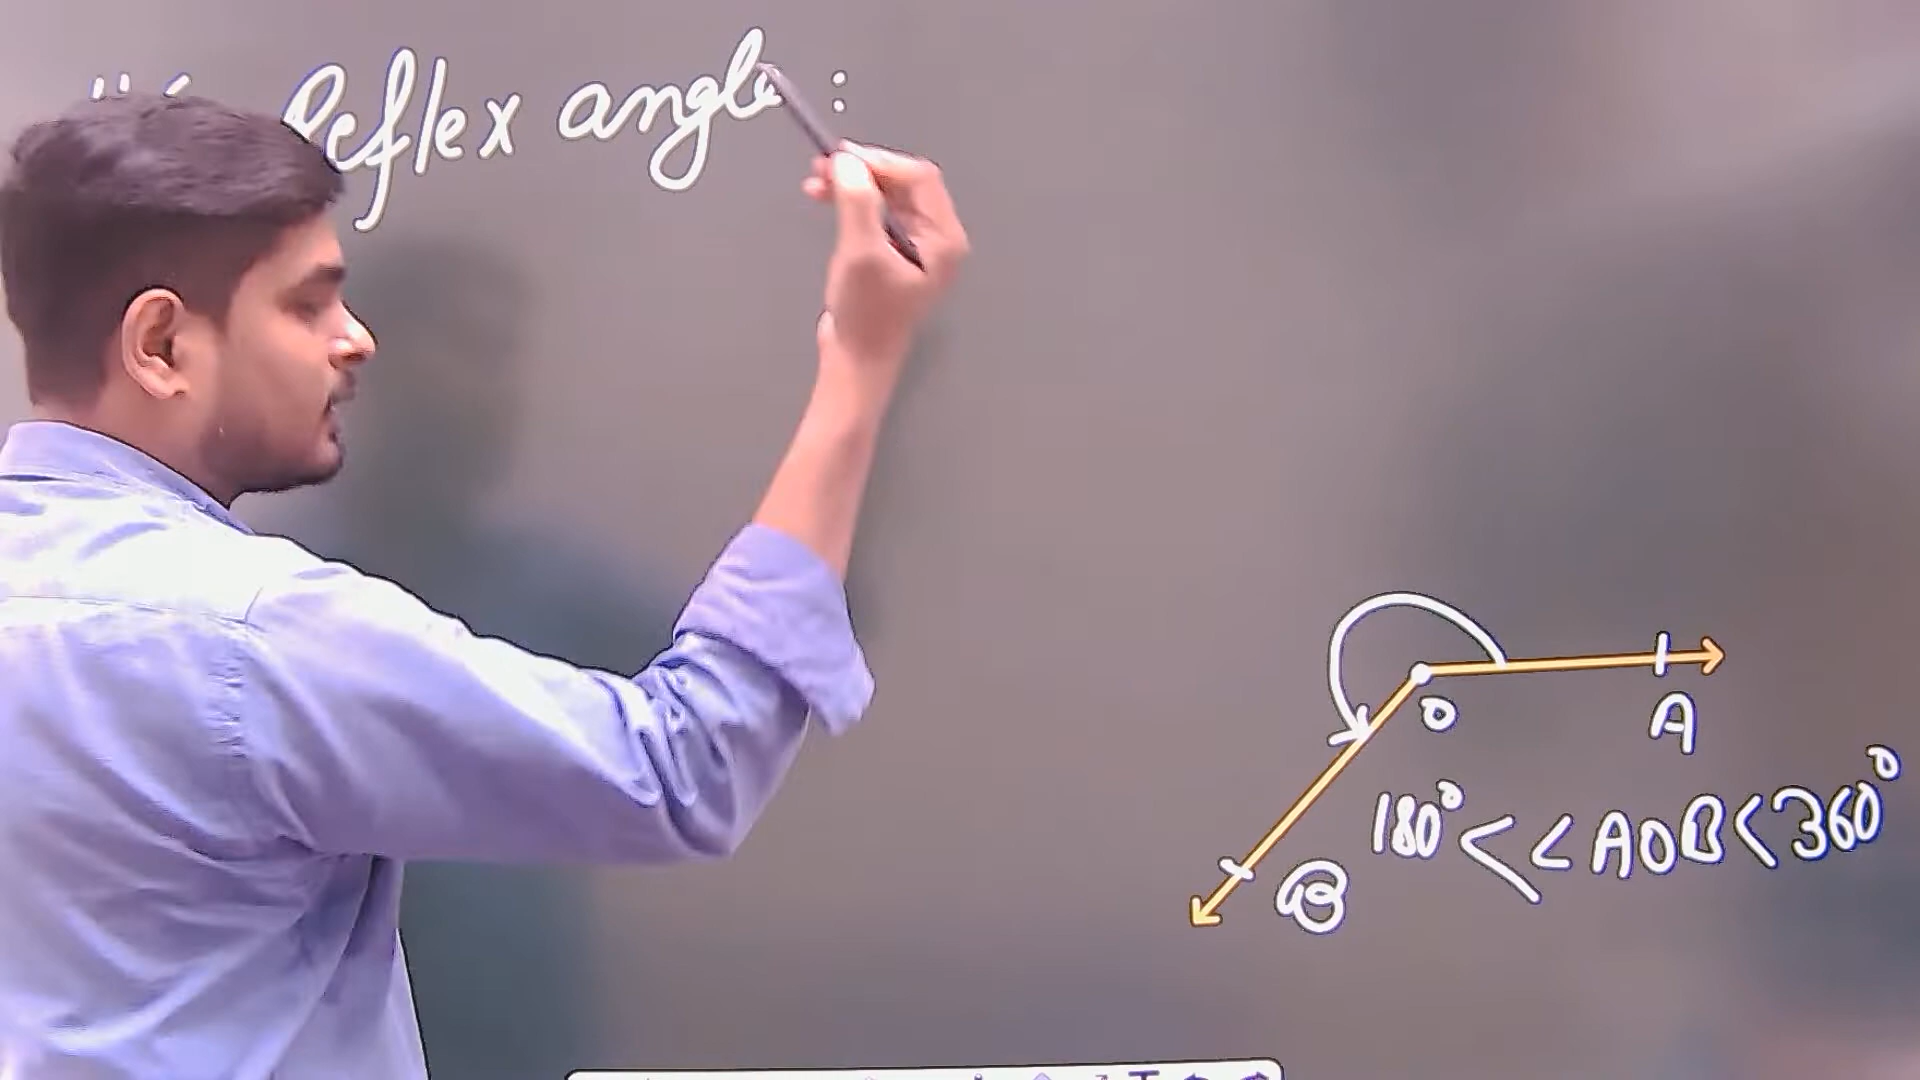 Reflex angle :
O
A
B
180° < < AOB < 360°